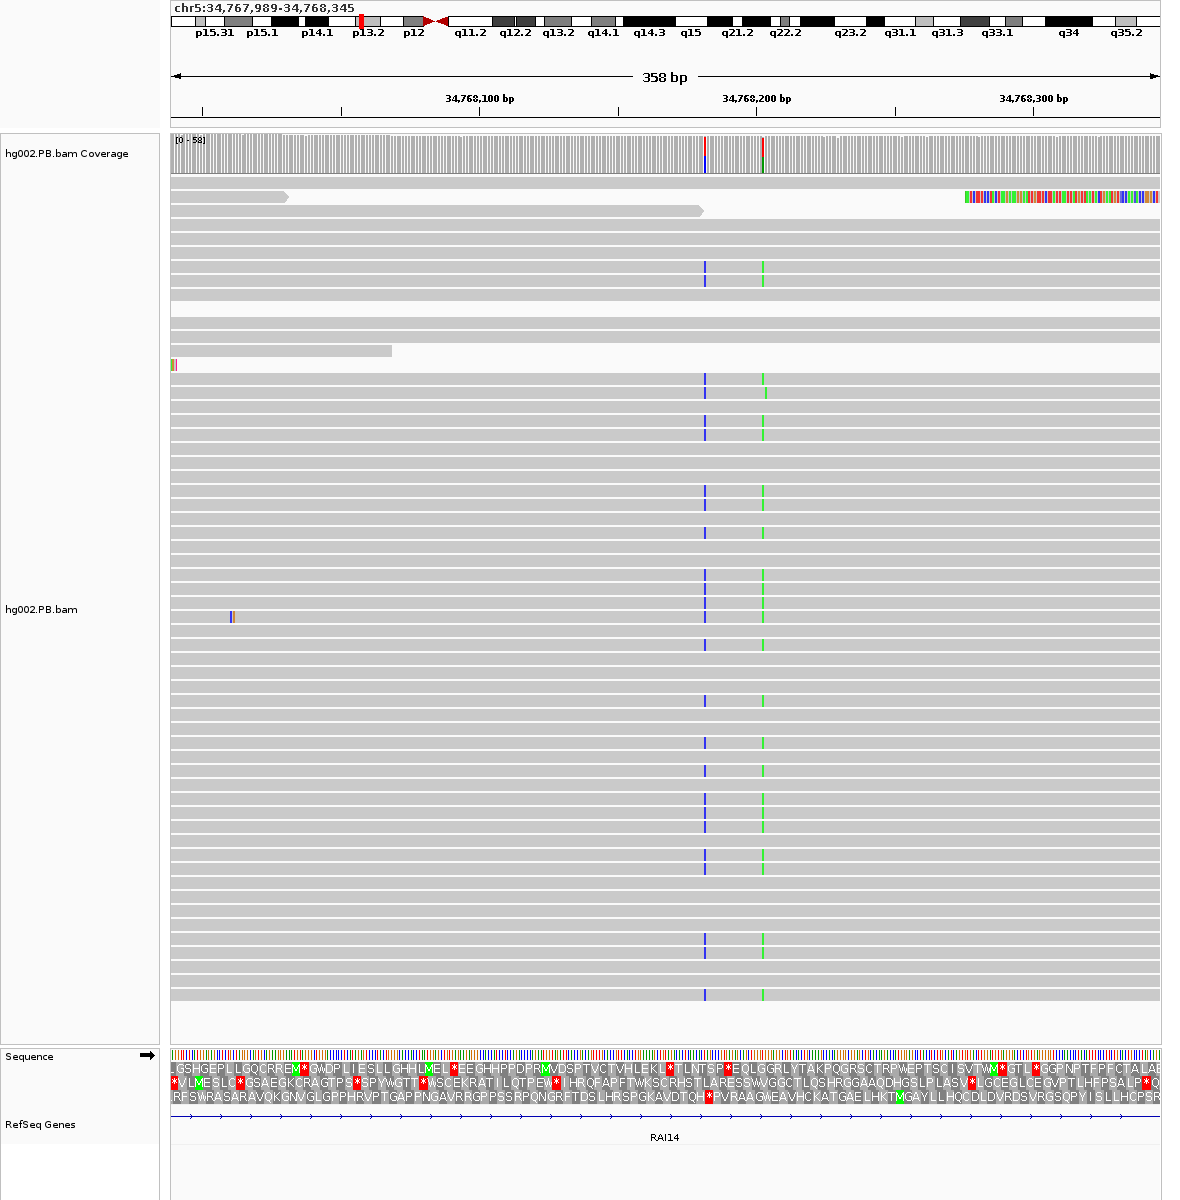 chr5:34,767,989-34,768,345
p15.31 p15.1 p14.1 p13.2 p12 q11.2 q12.2 q13.2 q14.1 q14.3 q15 q21.2 q22.2 q23.2 q31.1 q31.3 q33.1 q34 q35.2
358 bp
34,768,100 bp 34,768,200 bp 34,768,300 bp
hg002.PB.bam Coverage
[0 - 58]
hg002.PB.bam
Sequence
RefSeq Genes
RAI14